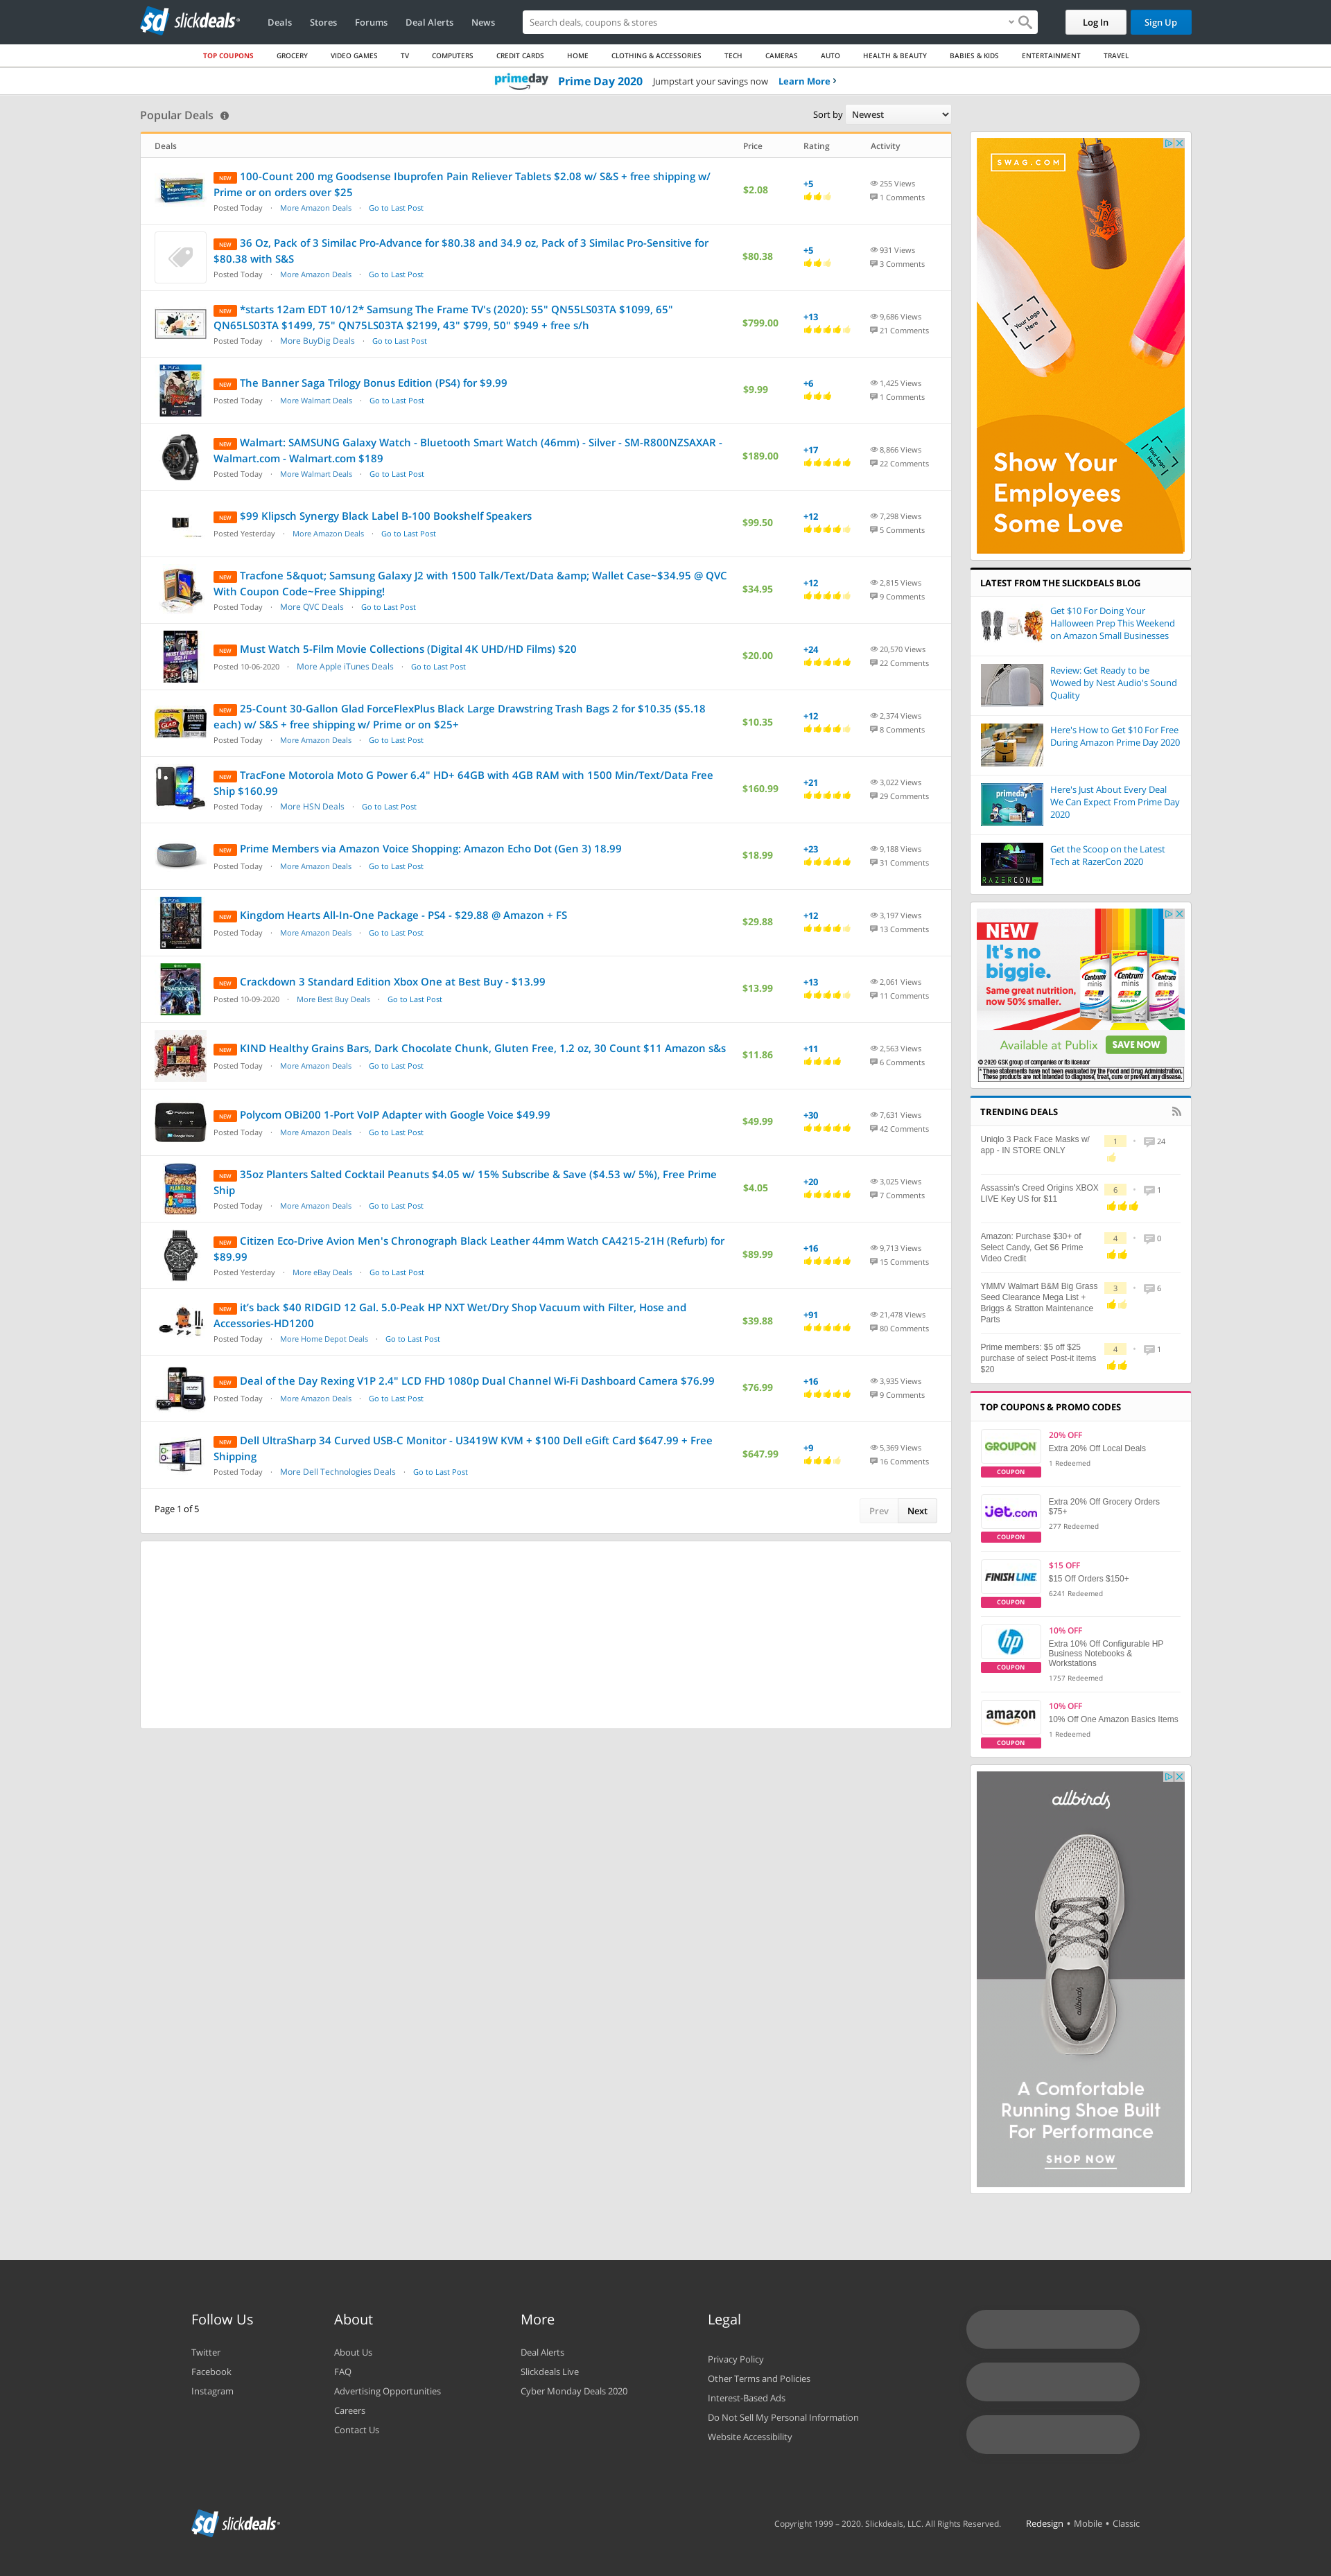 slickdeals
Deals Stores Forums Deal Alerts News
Search deals, coupons & stores
Log In Sign Up
TOP COUPONS GROCERY VIDEO GAMES TV COMPUTERS CREDIT CARDS HOME CLOTHING & ACCESSORIES TECH CAMERAS AUTO HEALTH & BEAUTY BABIES & KIDS ENTERTAINMENT TRAVEL
primeday Prime Day 2020 Jumpstart your savings now Learn More
Popular Deals
Sort by Newest
Deals Price Rating Activity
NEW 100-Count 200 mg Goodsense Ibuprofen Pain Reliever Tablets $2.08 w/ S&S + free shipping w/
Prime or on orders over $25
Posted Today · More Amazon Deals · Go to Last Post
$2.08
+5
255 Views
1 Comments
NEW 36 Oz, Pack of 3 Similac Pro-Advance for $80.38 and 34.9 oz, Pack of 3 Similac Pro-Sensitive for
$80.38 with S&S
Posted Today · More Amazon Deals · Go to Last Post
$80.38
+5
931 Views
3 Comments
NEW *starts 12am EDT 10/12* Samsung The Frame TV's (2020): 55" QN55LS03TA $1099, 65"
QN65LS03TA $1499, 75" QN75LS03TA $2199, 43" $799, 50" $949 + free s/h
Posted Today · More BuyDig Deals · Go to Last Post
$799.00
+13
9,686 Views
21 Comments
NEW The Banner Saga Trilogy Bonus Edition (PS4) for $9.99
Posted Today · More Walmart Deals · Go to Last Post
$9.99
+6
1,425 Views
1 Comments
NEW Walmart: SAMSUNG Galaxy Watch - Bluetooth Smart Watch (46mm) - Silver - SM-R800NZSAXAR -
Walmart.com - Walmart.com $189
Posted Today · More Walmart Deals · Go to Last Post
$189.00
+17
8,866 Views
22 Comments
NEW $99 Klipsch Synergy Black Label B-100 Bookshelf Speakers
Posted Yesterday · More Amazon Deals · Go to Last Post
$99.50
+12
7,298 Views
5 Comments
NEW Tracfone 5&quot; Samsung Galaxy J2 with 1500 Talk/Text/Data &amp; Wallet Case~$34.95 @ QVC
With Coupon Code~Free Shipping!
Posted Today · More QVC Deals · Go to Last Post
$34.95
+12
2,815 Views
9 Comments
NEW Must Watch 5-Film Movie Collections (Digital 4K UHD/HD Films) $20
Posted 10-06-2020 · More Apple iTunes Deals · Go to Last Post
$20.00
+24
20,570 Views
22 Comments
NEW 25-Count 30-Gallon Glad ForceFlexPlus Black Large Drawstring Trash Bags 2 for $10.35 ($5.18
each) w/ S&S + free shipping w/ Prime or on $25+
Posted Today · More Amazon Deals · Go to Last Post
$10.35
+12
2,374 Views
8 Comments
NEW TracFone Motorola Moto G Power 6.4" HD+ 64GB with 4GB RAM with 1500 Min/Text/Data Free
Ship $160.99
Posted Today · More HSN Deals · Go to Last Post
$160.99
+21
3,022 Views
29 Comments
NEW Prime Members via Amazon Voice Shopping: Amazon Echo Dot (Gen 3) 18.99
Posted Today · More Amazon Deals · Go to Last Post
$18.99
+23
9,188 Views
31 Comments
NEW Kingdom Hearts All-In-One Package - PS4 - $29.88 @ Amazon + FS
Posted Today · More Amazon Deals · Go to Last Post
$29.88
+12
3,197 Views
13 Comments
NEW Crackdown 3 Standard Edition Xbox One at Best Buy - $13.99
Posted 10-09-2020 · More Best Buy Deals · Go to Last Post
$13.99
+13
2,061 Views
11 Comments
NEW KIND Healthy Grains Bars, Dark Chocolate Chunk, Gluten Free, 1.2 oz, 30 Count $11 Amazon s&s
Posted Today · More Amazon Deals · Go to Last Post
$11.86
+11
2,563 Views
6 Comments
NEW Polycom OBi200 1-Port VoIP Adapter with Google Voice $49.99
Posted Today · More Amazon Deals · Go to Last Post
$49.99
+30
7,631 Views
42 Comments
NEW 35oz Planters Salted Cocktail Peanuts $4.05 w/ 15% Subscribe & Save ($4.53 w/ 5%), Free Prime
Ship
Posted Today · More Amazon Deals · Go to Last Post
$4.05
+20
3,025 Views
7 Comments
NEW Citizen Eco-Drive Avion Men's Chronograph Black Leather 44mm Watch CA4215-21H (Refurb) for
$89.99
Posted Yesterday · More eBay Deals · Go to Last Post
$89.99
+16
9,713 Views
15 Comments
NEW it's back $40 RIDGID 12 Gal. 5.0-Peak HP NXT Wet/Dry Shop Vacuum with Filter, Hose and
Accessories-HD1200
Posted Today · More Home Depot Deals · Go to Last Post
$39.88
+91
21,478 Views
80 Comments
NEW Deal of the Day Rexing V1P 2.4" LCD FHD 1080p Dual Channel Wi-Fi Dashboard Camera $76.99
Posted Today · More Amazon Deals · Go to Last Post
$76.99
+16
3,935 Views
9 Comments
NEW Dell UltraSharp 34 Curved USB-C Monitor - U3419W KVM + $100 Dell eGift Card $647.99 + Free
Shipping
Posted Today · More Dell Technologies Deals · Go to Last Post
$647.99
+9
5,369 Views
16 Comments
Page 1 of 5
Prev Next
SWAG.COM
Your Logo Here
Your Logo Here
Show Your
Employees
Some Love
LATEST FROM THE SLICKDEALS BLOG
Get $10 For Doing Your
Halloween Prep This Weekend
on Amazon Small Businesses
Review: Get Ready to be
Wowed by Nest Audio's Sound
Quality
Here's How to Get $10 For Free
During Amazon Prime Day 2020
primeday
Here's Just About Every Deal
We Can Expect From Prime Day
2020
RAZERCON
Get the Scoop on the Latest
Tech at RazerCon 2020
NEW
It's no
biggie.
Same great nutrition,
now 50% smaller.
Centrum minis
Centrum minis
Centrum minis
Available at Publix SAVE NOW
© 2020 GSK group of companies or its licensor
*These statements have not been evaluated by the Food and Drug Administration.
These products are not intended to diagnose, treat, cure or prevent any disease.
TRENDING DEALS
Uniqlo 3 Pack Face Masks w/
app - IN STORE ONLY
1 • 24
Assassin's Creed Origins XBOX
LIVE Key US for $11
6 • 1
Amazon: Purchase $30+ of
Select Candy, Get $6 Prime
Video Credit
4 • 0
YMMV Walmart B&M Big Grass
Seed Clearance Mega List +
Briggs & Stratton Maintenance
Parts
3 • 6
Prime members: $5 off $25
purchase of select Post-it items
$20
4 • 1
TOP COUPONS & PROMO CODES
GROUPON
COUPON
20% OFF
Extra 20% Off Local Deals
1 Redeemed
jet.com
COUPON
Extra 20% Off Grocery Orders
$75+
277 Redeemed
FINISH LINE
COUPON
$15 OFF
$15 Off Orders $150+
6241 Redeemed
hp
COUPON
10% OFF
Extra 10% Off Configurable HP
Business Notebooks &
Workstations
1757 Redeemed
amazon
COUPON
10% OFF
10% Off One Amazon Basics Items
1 Redeemed
allbirds
allbirds
A Comfortable
Running Shoe Built
For Performance
SHOP NOW
Follow Us
Twitter
Facebook
Instagram
About
About Us
FAQ
Advertising Opportunities
Careers
Contact Us
More
Deal Alerts
Slickdeals Live
Cyber Monday Deals 2020
Legal
Privacy Policy
Other Terms and Policies
Interest-Based Ads
Do Not Sell My Personal Information
Website Accessibility
slickdeals
Copyright 1999 – 2020. Slickdeals, LLC. All Rights Reserved. Redesign • Mobile • Classic